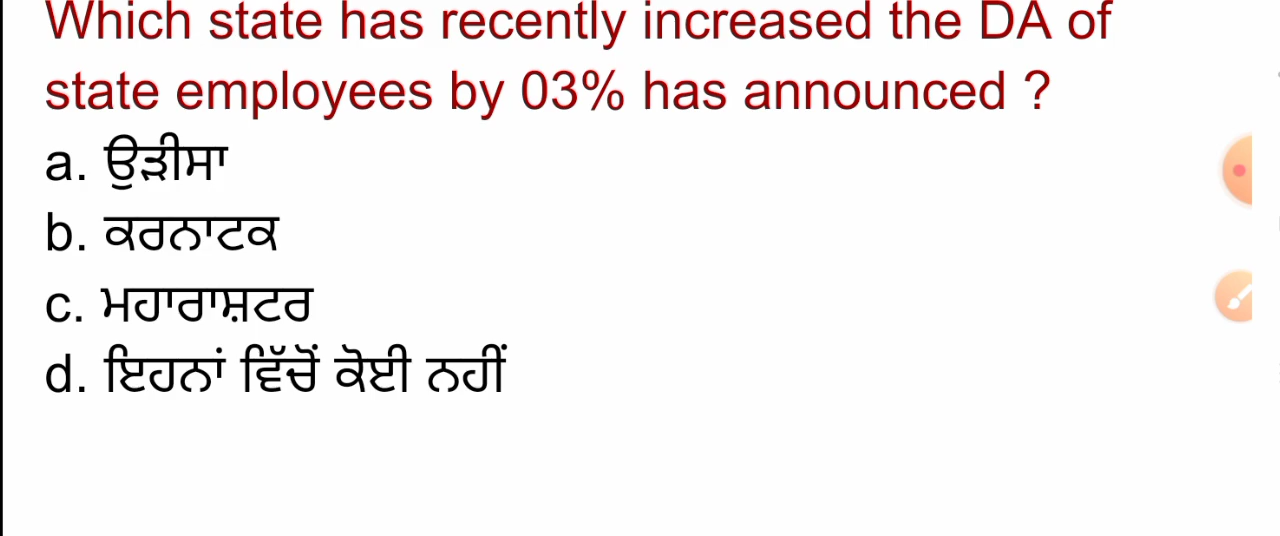 Which state has recently increased the DA of
state employees by 03% has announced ?
a. ਉੜੀਸਾ
b. ਕਰਨਾਟਕ
c. ਮਹਾਰਾਸ਼ਟਰ
d. ਇਹਨਾਂ ਵਿੱਚੋਂ ਕੋਈ ਨਹੀਂ